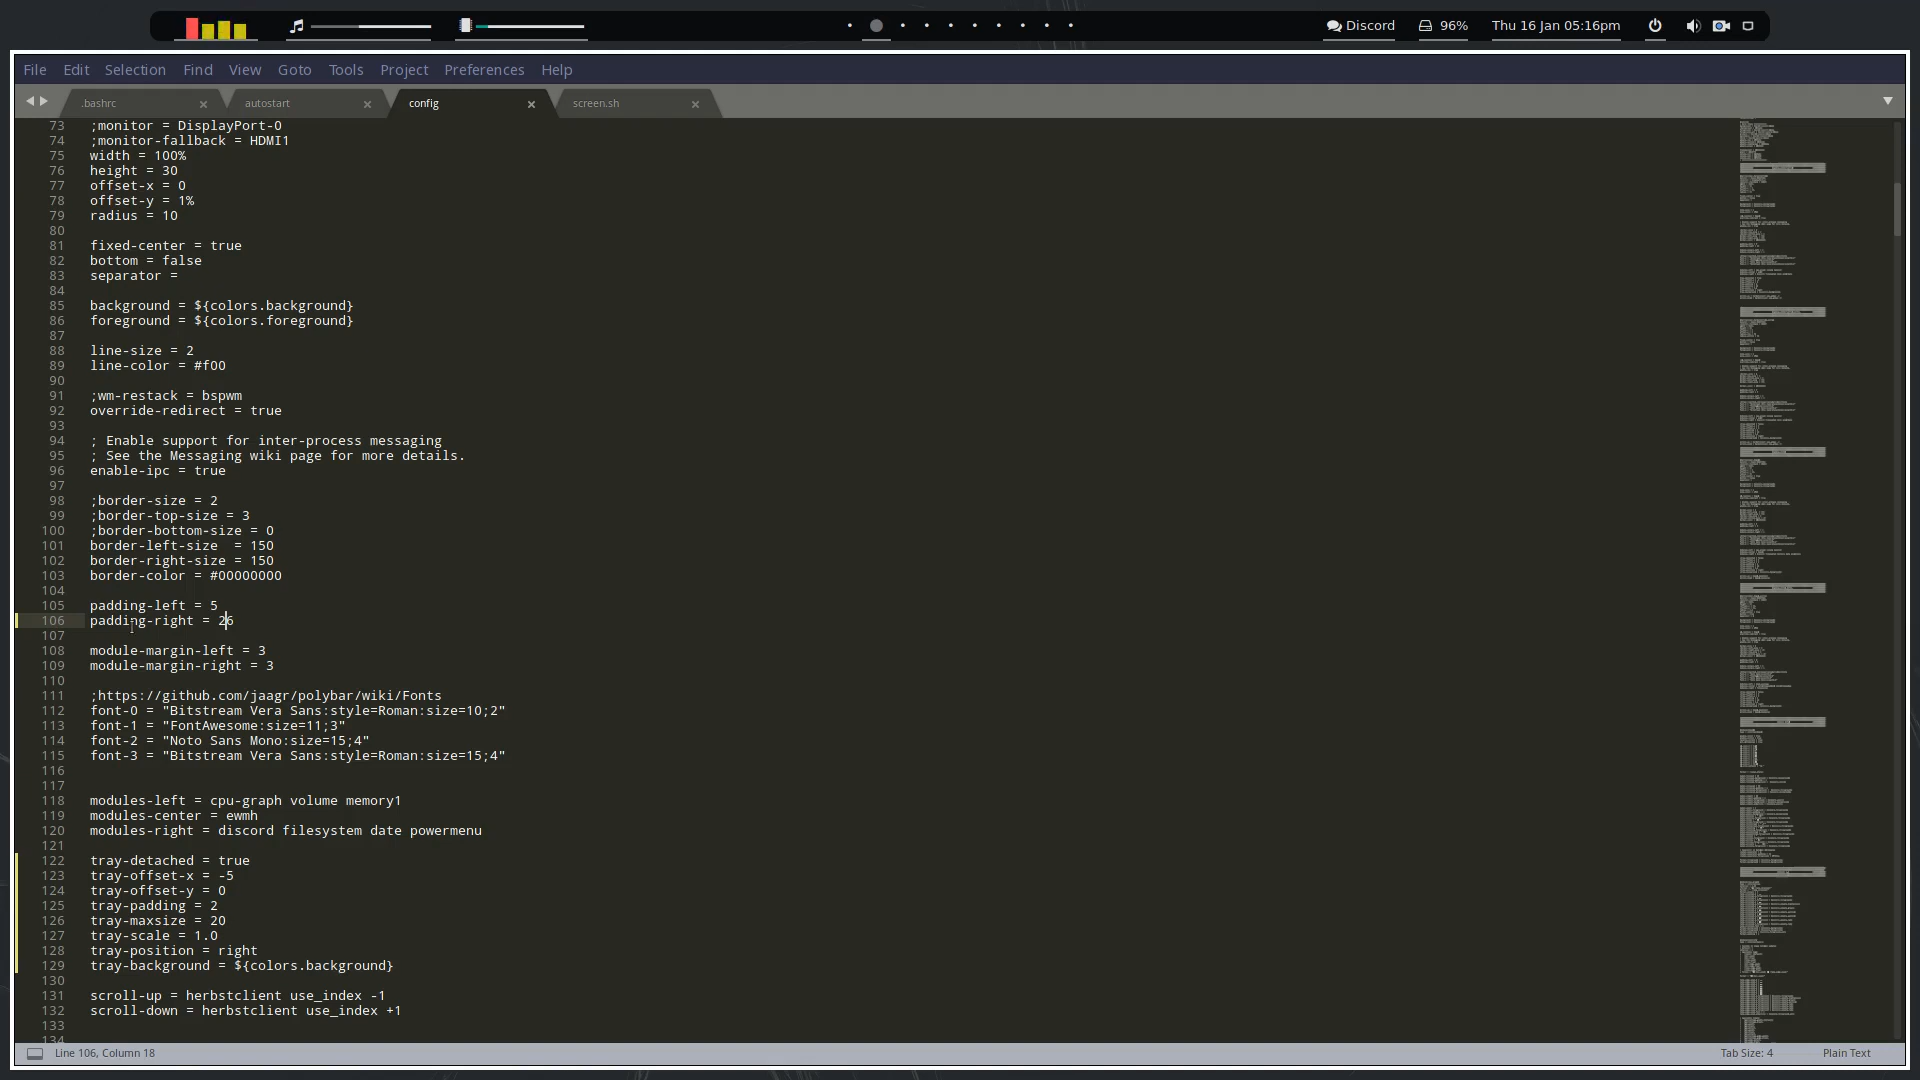 Discord 96% Thu 16 Jan 05:16pm
File Edit Selection Find View Goto Tools Project Preferences Help
.bashrc autostart config screen.sh
73 ;monitor = DisplayPort-0
74 ;monitor-fallback = HDMI1
75 width = 100%
76 height = 30
77 offset-x = 0
78 offset-y = 1%
79 radius = 10
80
81 fixed-center = true
82 bottom = false
83 separator =
84
85 background = ${colors.background}
86 foreground = ${colors.foreground}
87
88 line-size = 2
89 line-color = #f00
90
91 ;wm-restack = bspwm
92 override-redirect = true
93
94 ; Enable support for inter-process messaging
95 ; See the Messaging wiki page for more details.
96 enable-ipc = true
97
98 ;border-size = 2
99 ;border-top-size = 3
100 ;border-bottom-size = 0
101 border-left-size  = 150
102 border-right-size = 150
103 border-color = #00000000
104
105 padding-left = 5
106 padding-right = 26
107
108 module-margin-left = 3
109 module-margin-right = 3
110
111 ;https://github.com/jaagr/polybar/wiki/Fonts
112 font-0 = "Bitstream Vera Sans:style=Roman:size=10;2"
113 font-1 = "FontAwesome:size=11;3"
114 font-2 = "Noto Sans Mono:size=15;4"
115 font-3 = "Bitstream Vera Sans:style=Roman:size=15;4"
116
117
118 modules-left = cpu-graph volume memory1
119 modules-center = ewmh
120 modules-right = discord filesystem date powermenu
121
122 tray-detached = true
123 tray-offset-x = -5
124 tray-offset-y = 0
125 tray-padding = 2
126 tray-maxsize = 20
127 tray-scale = 1.0
128 tray-position = right
129 tray-background = ${colors.background}
130
131 scroll-up = herbstclient use_index -1
132 scroll-down = herbstclient use_index +1
133
134
Line 106, Column 18 Tab Size: 4 Plain Text